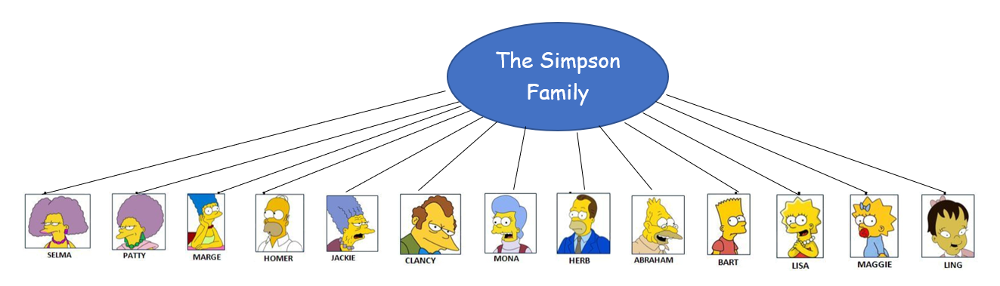 The Simpson
Family
SELMA
PATTY
MARGE
HOMER
JACKIE
CLANCY
MONA
HERB
ABRAHAM
BART
LISA
MAGGIE
LING